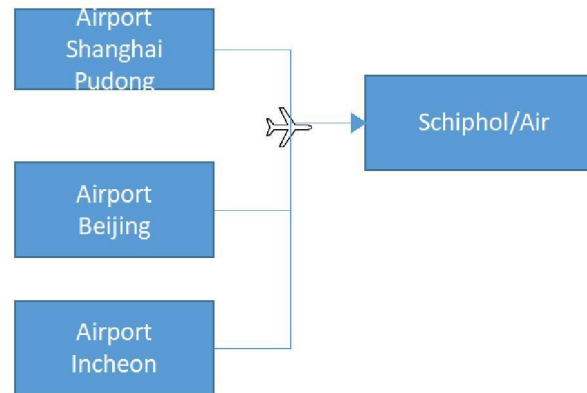 Airport
Shanghai
Pudong
Schiphol/Air
Airport
Beijing
Airport
Incheon